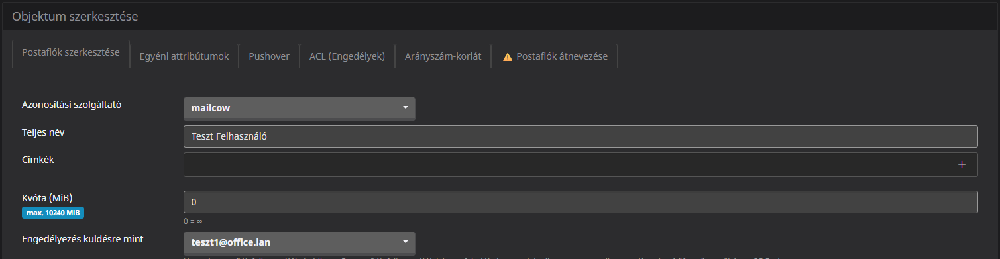 Objektum szerkesztése
Postafiók szerkesztése Egyéni attribútumok Pushover ACL (Engedélyek) Arányszám-korlát Postafiók átnevezése
Azonosítási szolgáltató mailcow
Teljes név Teszt Felhasználó
Címkék +
Kvóta (MiB) 0
max. 10240 MiB
0 = ∞
Engedélyezés küldésre mint teszt1@office.lan